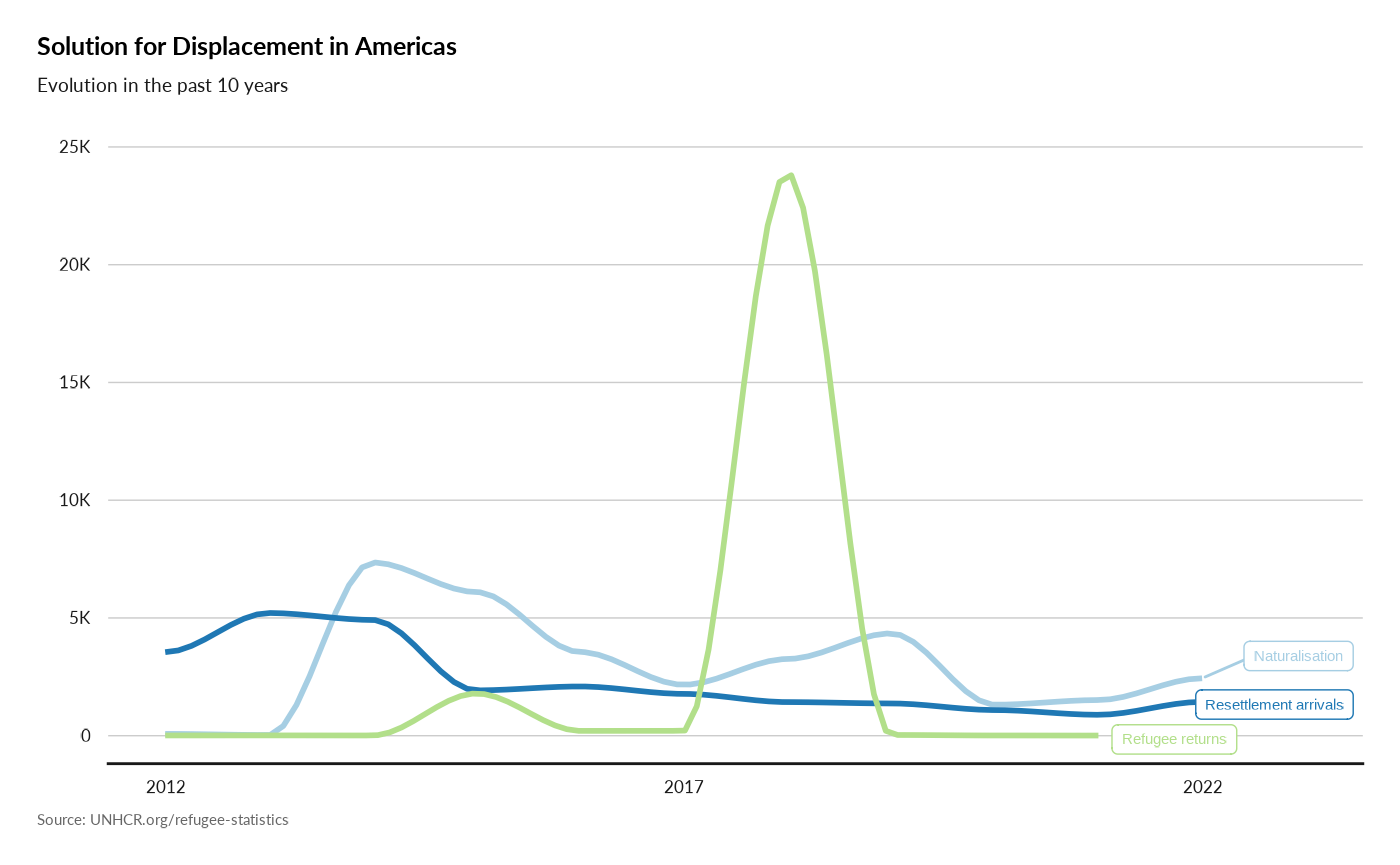 Solution for Displacement in Americas
Evolution in the past 10 years
25K
20K
15K
10K
5K
0
Naturalisation
Resettlement arrivals
Refugee returns
2012
2017
2022
Source: UNHCR.org/refugee-statistics